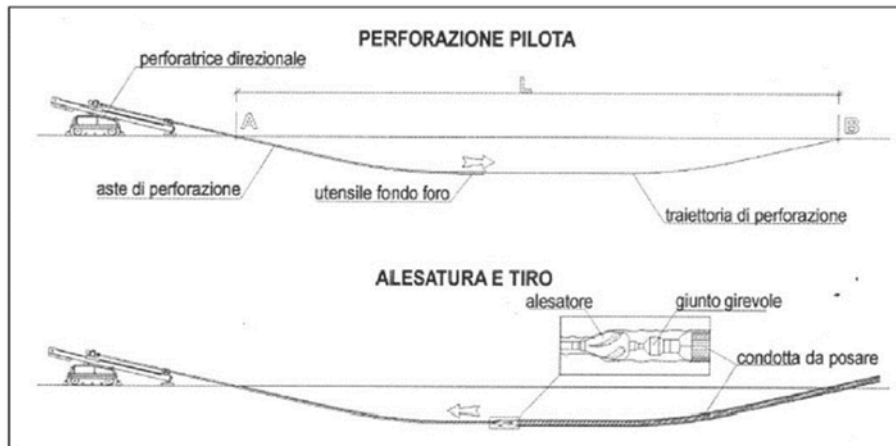 PERFORAZIONE PILOTA
perforatrice direzionale
L
A
B
aste di perforazione
utensile fondo foro
traiettoria di perforazione
ALESATURA E TIRO
alesatore
giunto girevole
condotta da posare